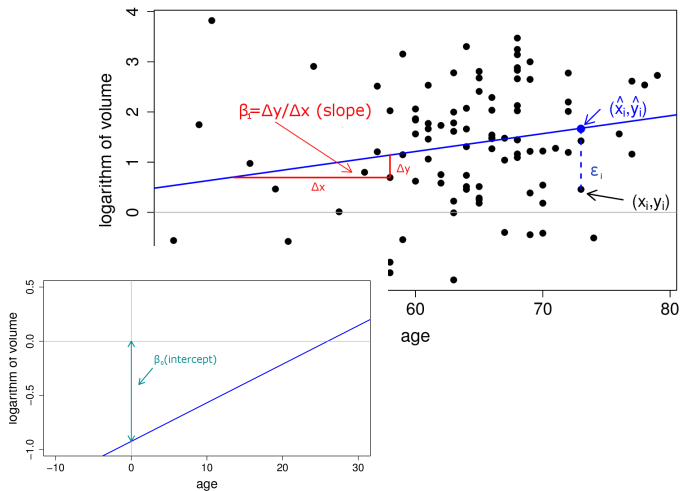 4
3
2
1
0
logarithm of volume
β₁=Δy/Δx (slope)
Δy
Δx
(x̂ᵢ,ŷᵢ)
εᵢ
(xᵢ,yᵢ)
60
70
80
age
0.5
0.0
−0.5
−1.0
logarithm of volume
β₀(intercept)
−10
0
10
20
30
age